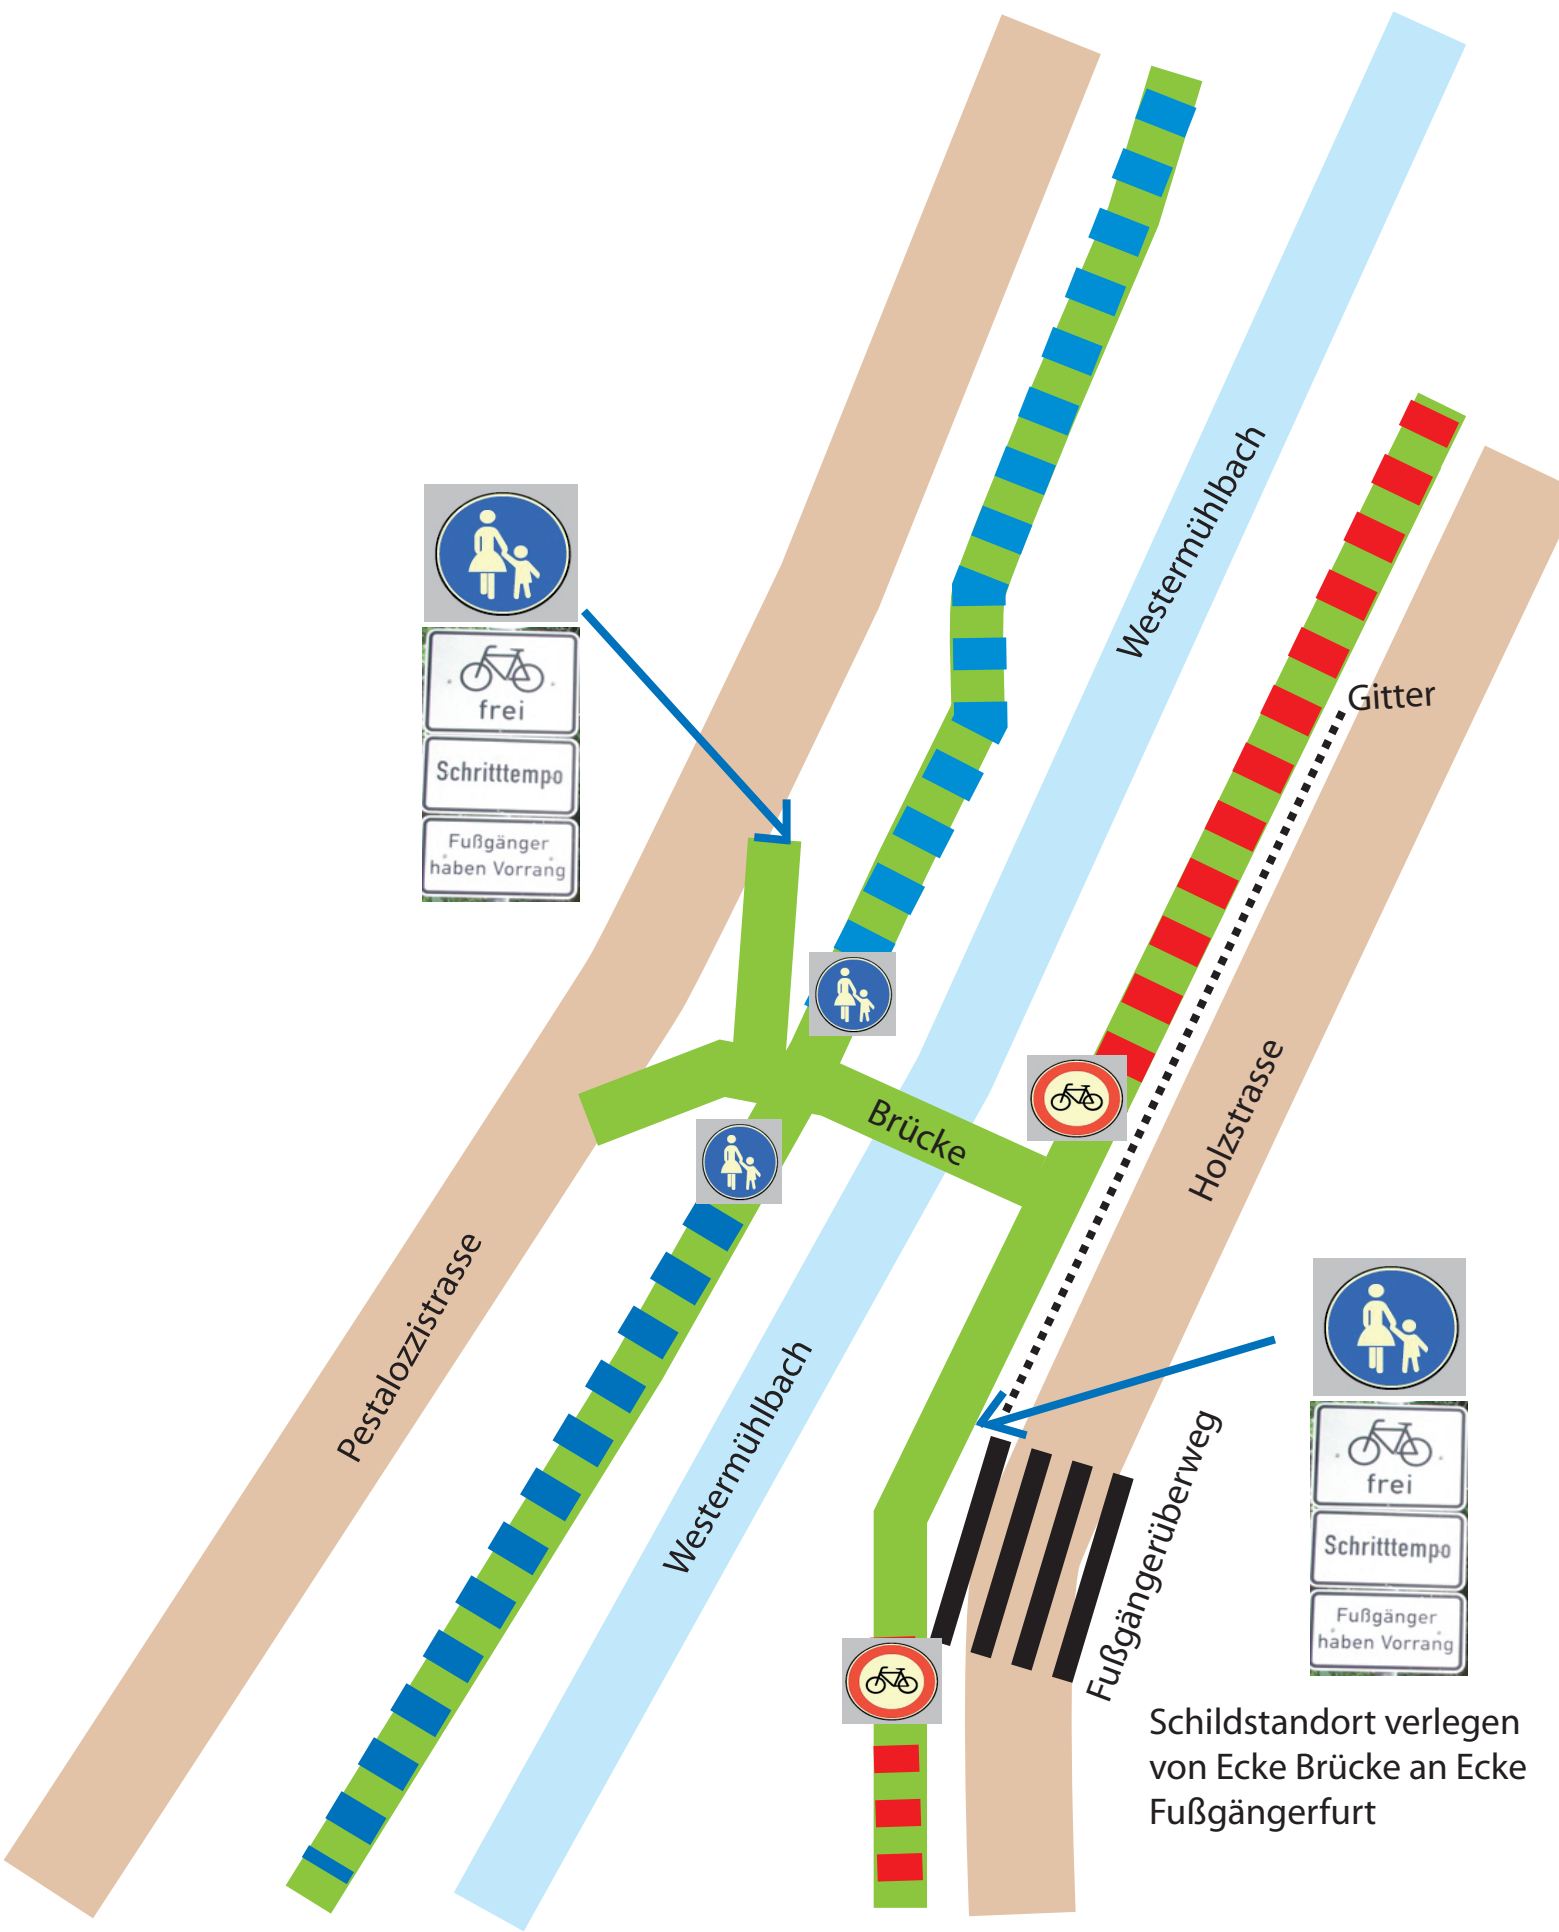 Westermühlbach
frei
Schritttempo
Fußgänger
haben Vorrang
Gitter
Brücke
Holzstrasse
Pestalozzistrasse
Westermühlbach
Fußgängerüberweg
frei
Schritttempo
Fußgänger
haben Vorrang
Schildstandort verlegen
von Ecke Brücke an Ecke
Fußgängerfurt